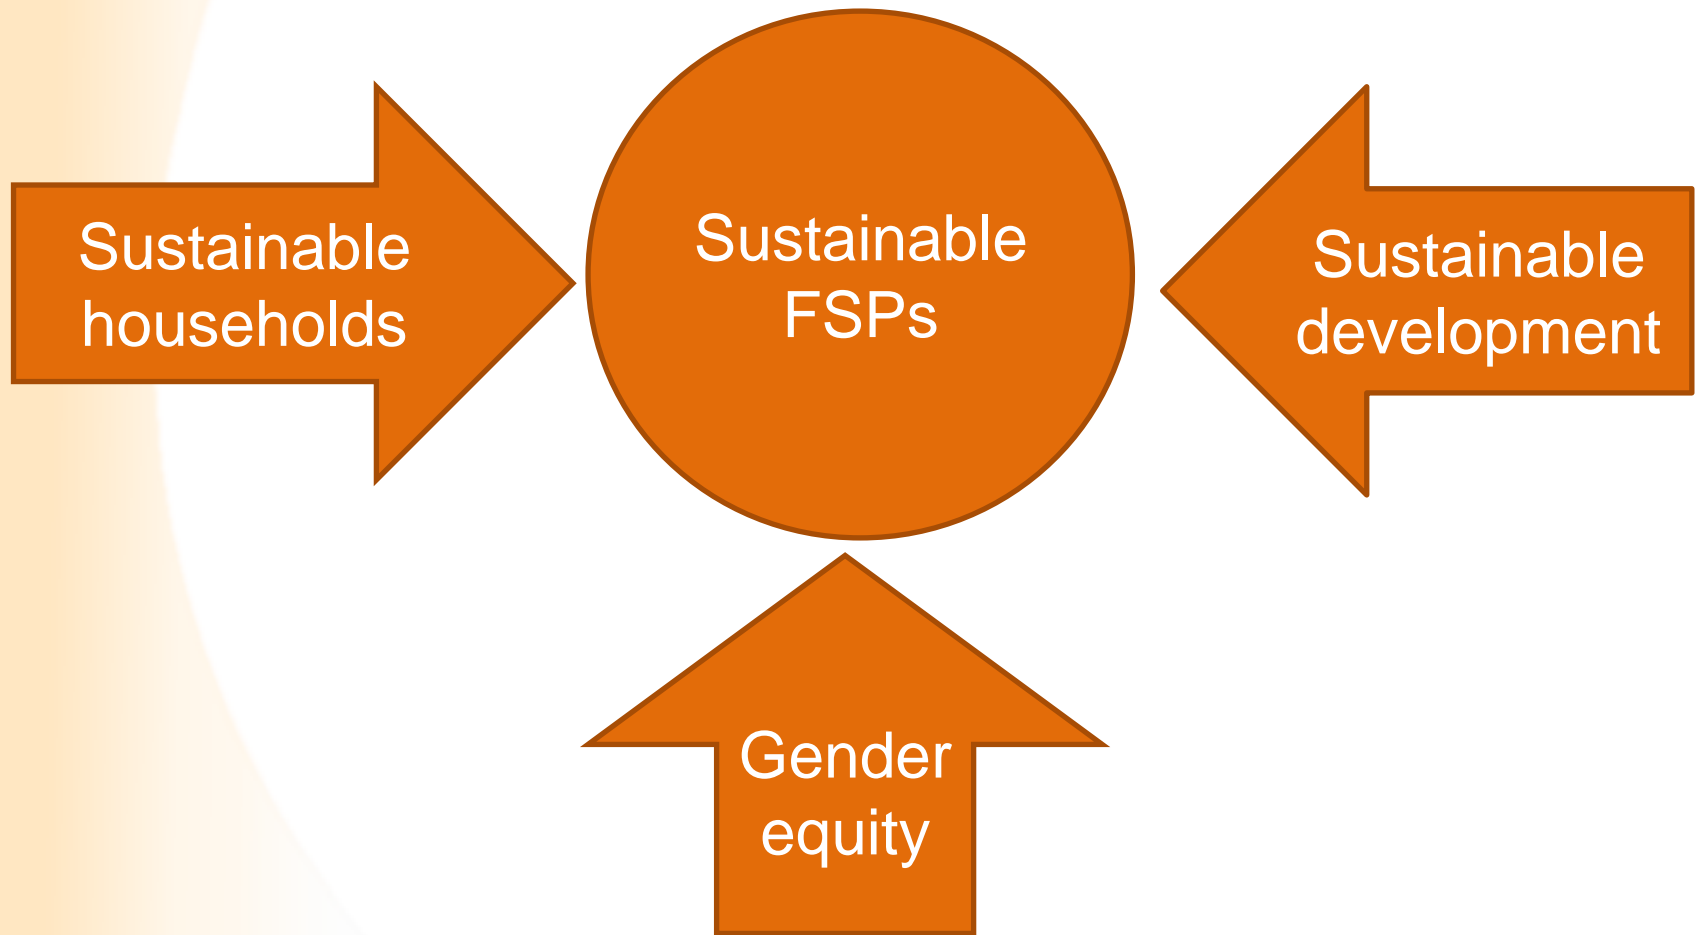 Sustainable
households
Sustainable
FSPs
Sustainable
development
Gender
equity